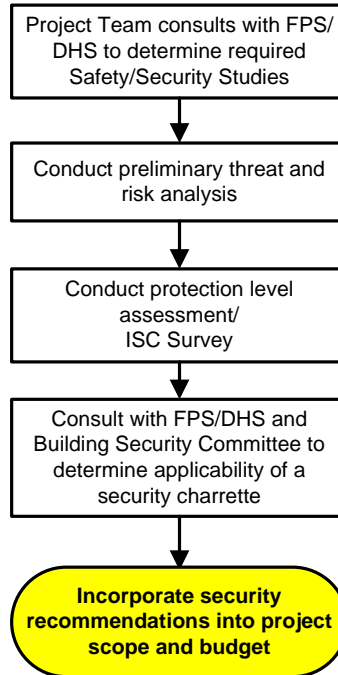 Project Team consults with FPS/
DHS to determine required
Safety/Security Studies
Conduct preliminary threat and
risk analysis
Conduct protection level
assessment/
ISC Survey
Consult with FPS/DHS and
Building Security Committee to
determine applicability of a
security charrette
Incorporate security
recommendations into project
scope and budget